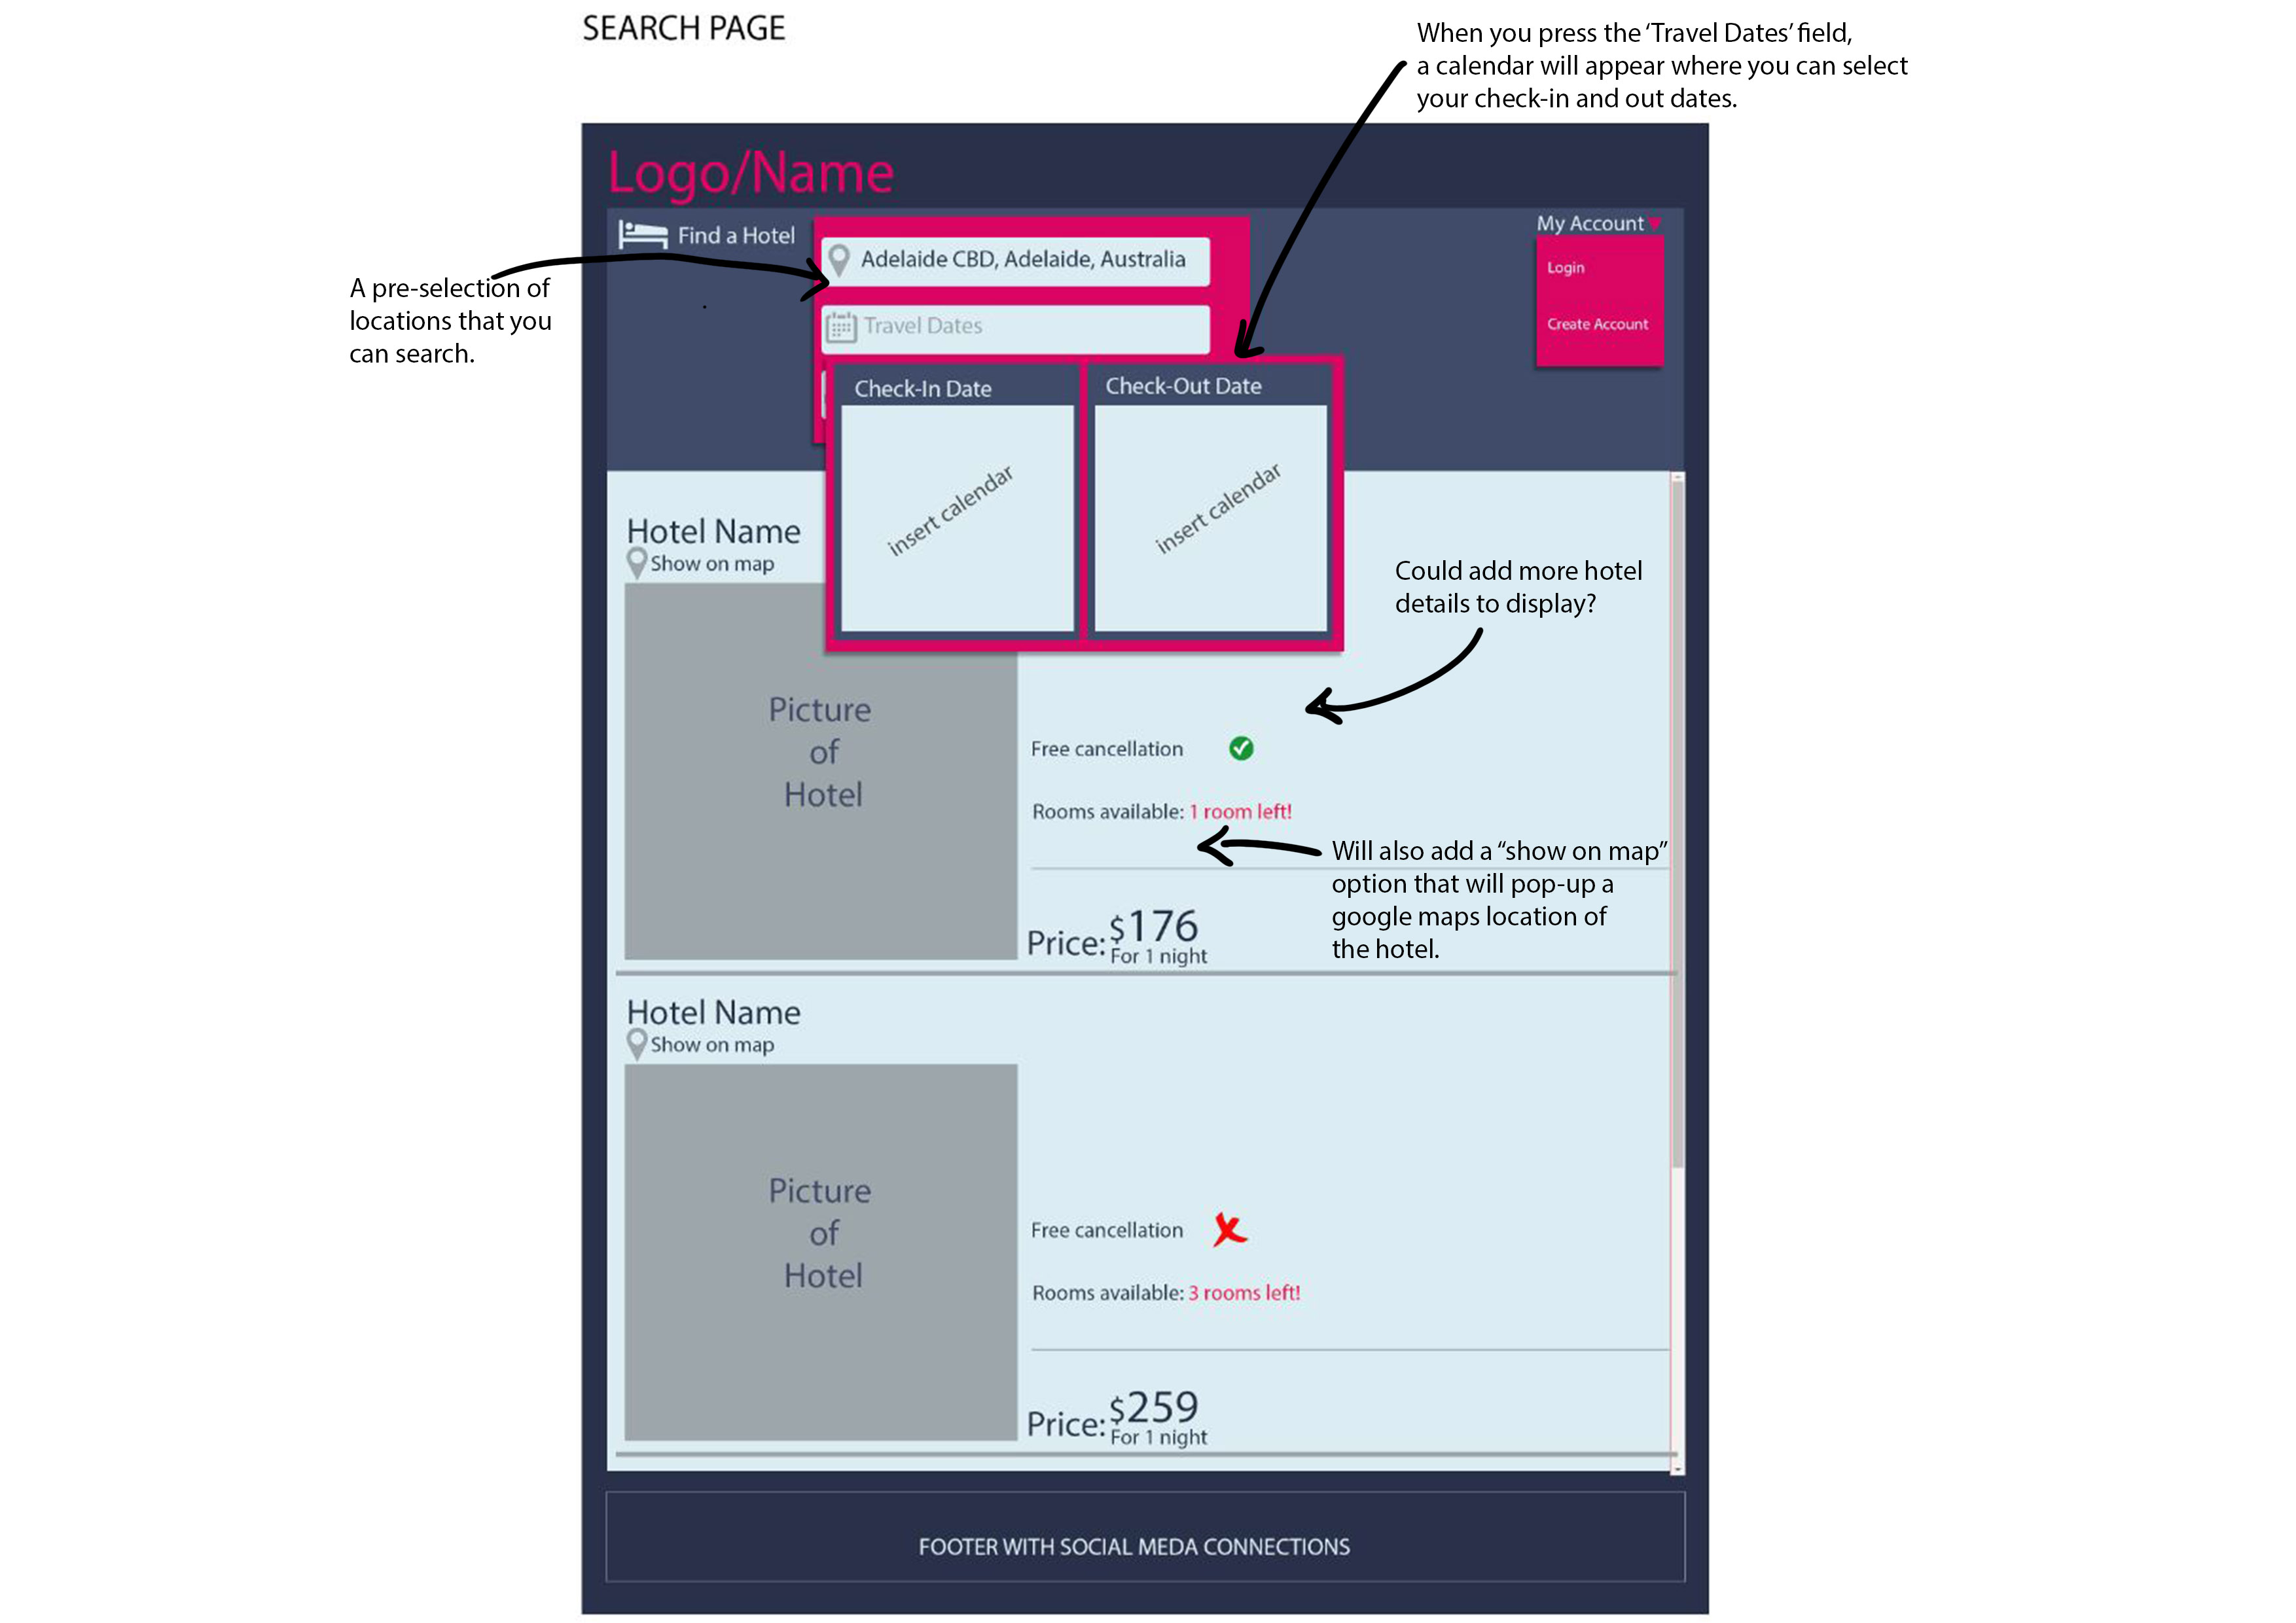 SEARCH PAGE
When you press the ‘Travel Dates’ field,
a calendar will appear where you can select
your check-in and out dates.
Logo/Name
Find a Hotel
My Account
Adelaide CBD, Adelaide, Australia
Login
A pre-selection of
locations that you
can search.
Travel Dates
Create Account
Check-In Date
Check-Out Date
insert calendar
insert calendar
Hotel Name
Show on map
Could add more hotel
details to display?
Picture
of
Hotel
Free cancellation
Rooms available: 1 room left!
Will also add a “show on map”
option that will pop-up a
google maps location of
the hotel.
Price: $176
For 1 night
Hotel Name
Show on map
Picture
of
Hotel
Free cancellation
Rooms available: 3 rooms left!
Price: $259
For 1 night
FOOTER WITH SOCIAL MEDA CONNECTIONS